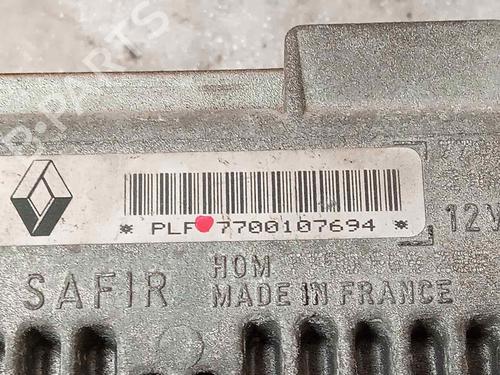 * PLF 7700107694 *
12V
HOM
SAFIR MADE IN FRANCE
B-PARTS